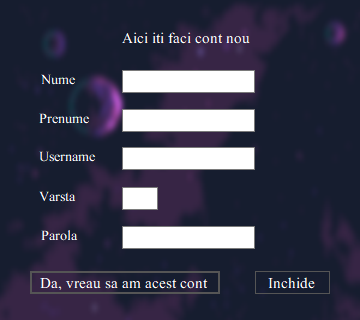 Aici iti faci cont nou
Nume
Prenume
Username
Varsta
Parola
Da, vreau sa am acest cont
Inchide